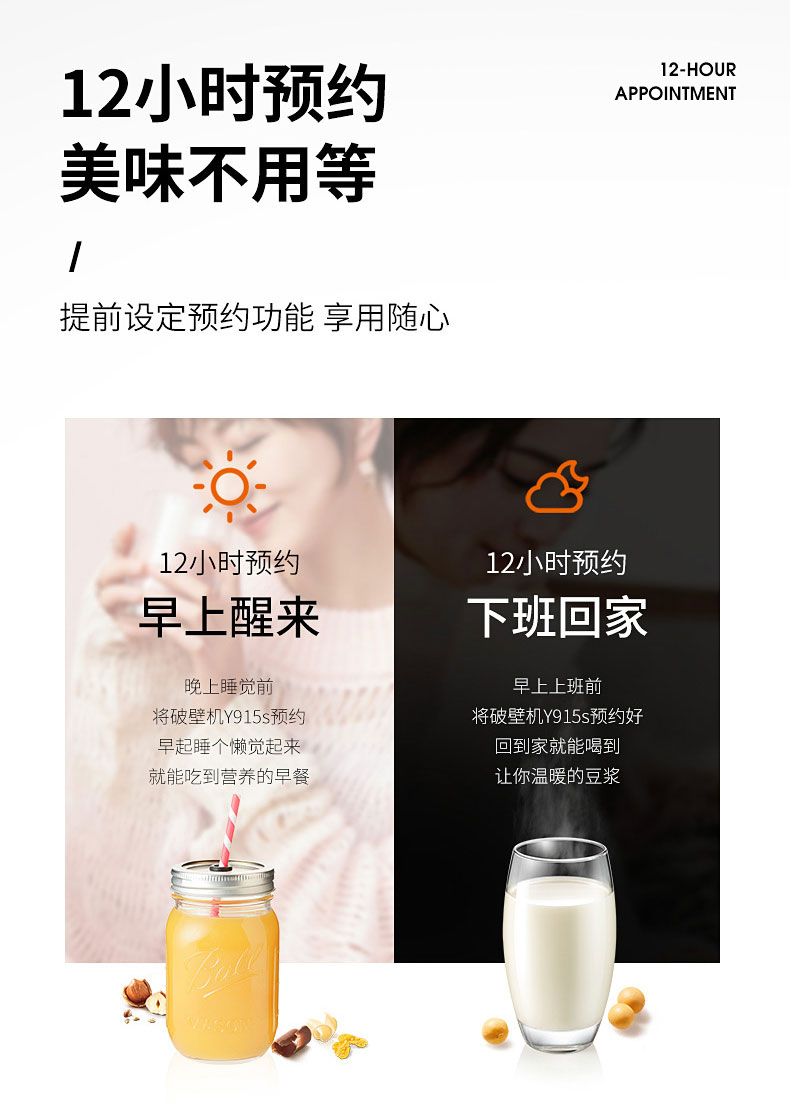 12小时预约
美味不用等
12-HOUR
APPOINTMENT
/
提前设定预约功能 享用随心
12小时预约
早上醒来
晚上睡觉前
将破壁机Y915s预约
早起睡个懒觉起来
就能吃到营养的早餐
12小时预约
下班回家
早上上班前
将破壁机Y915s预约好
回到家就能喝到
让你温暖的豆浆
Ball
MASON